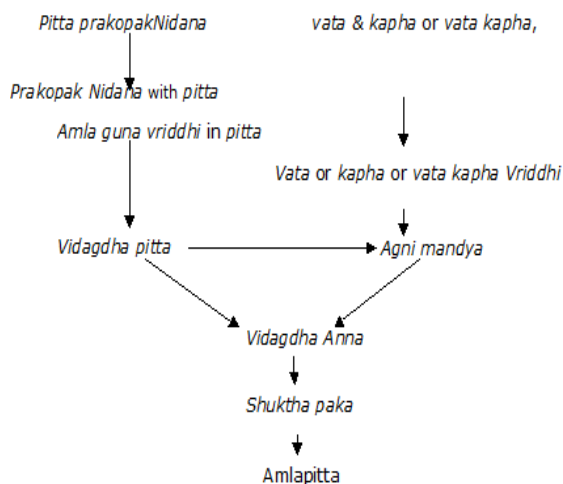 Pitta prakopakNidana
vata & kapha or vata kapha,
Prakopak Nidana with pitta
Amla guna vriddhi in pitta
Vata or kapha or vata kapha Vriddhi
Vidagdha pitta
Agni mandya
Vidagdha Anna
Shuktha paka
Amlapitta